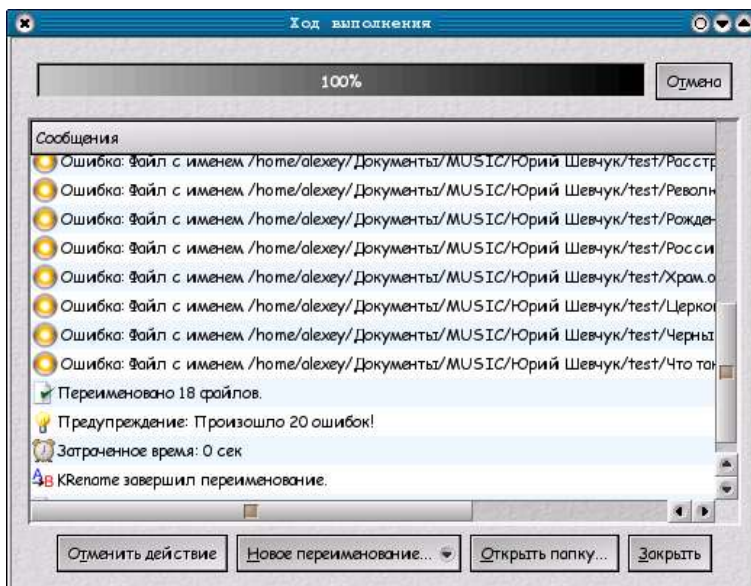 Ход выполнения
100%
Отмена
Сообщения
Ошибка: Файл с именем /home/alexey/Документы/MUSIC/Юрий Шевчук/test/Расстр
Ошибка: Файл с именем /home/alexey/Документы/MUSIC/Юрий Шевчук/test/Револю
Ошибка: Файл с именем /home/alexey/Документы/MUSIC/Юрий Шевчук/test/Рожден
Ошибка: Файл с именем /home/alexey/Документы/MUSIC/Юрий Шевчук/test/Росси
Ошибка: Файл с именем /home/alexey/Документы/MUSIC/Юрий Шевчук/test/Храм.o
Ошибка: Файл с именем /home/alexey/Документы/MUSIC/Юрий Шевчук/test/Церко
Ошибка: Файл с именем /home/alexey/Документы/MUSIC/Юрий Шевчук/test/Черны
Ошибка: Файл с именем /home/alexey/Документы/MUSIC/Юрий Шевчук/test/Что та
Переименовано 18 файлов.
Предупреждение: Произошло 20 ошибок!
Затраченное время: 0 сек
KRename завершил переименование.
Отменить действие
Новое переименование...
Открыть папку...
Закрыть